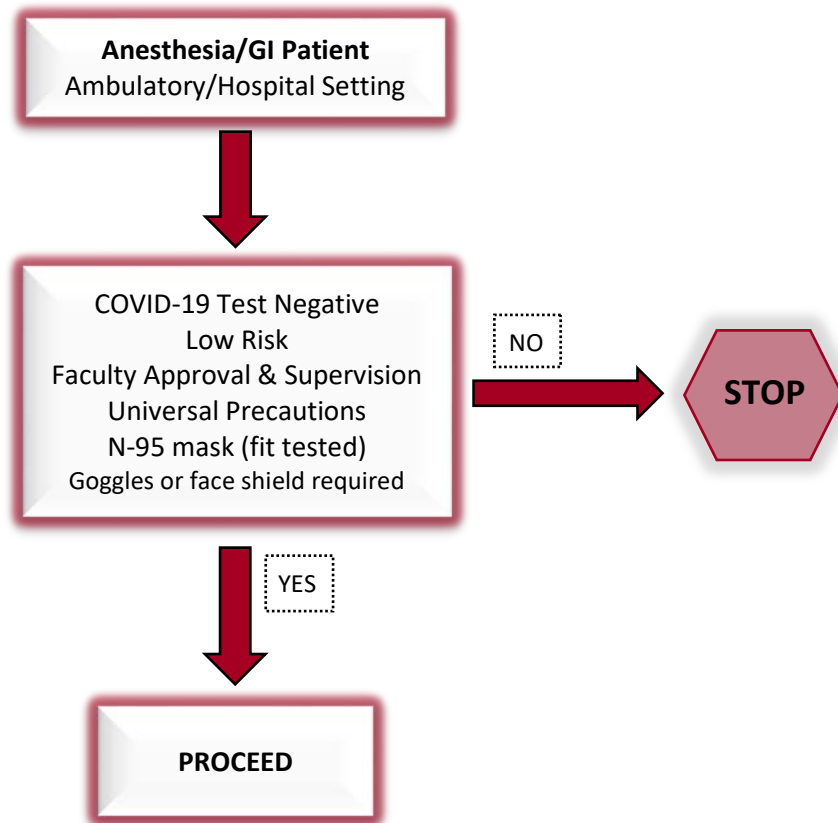 Anesthesia/GI Patient
Ambulatory/Hospital Setting
COVID-19 Test Negative
Low Risk
Faculty Approval & Supervision
Universal Precautions
N-95 mask (fit tested)
Goggles or face shield required
NO
STOP
YES
PROCEED